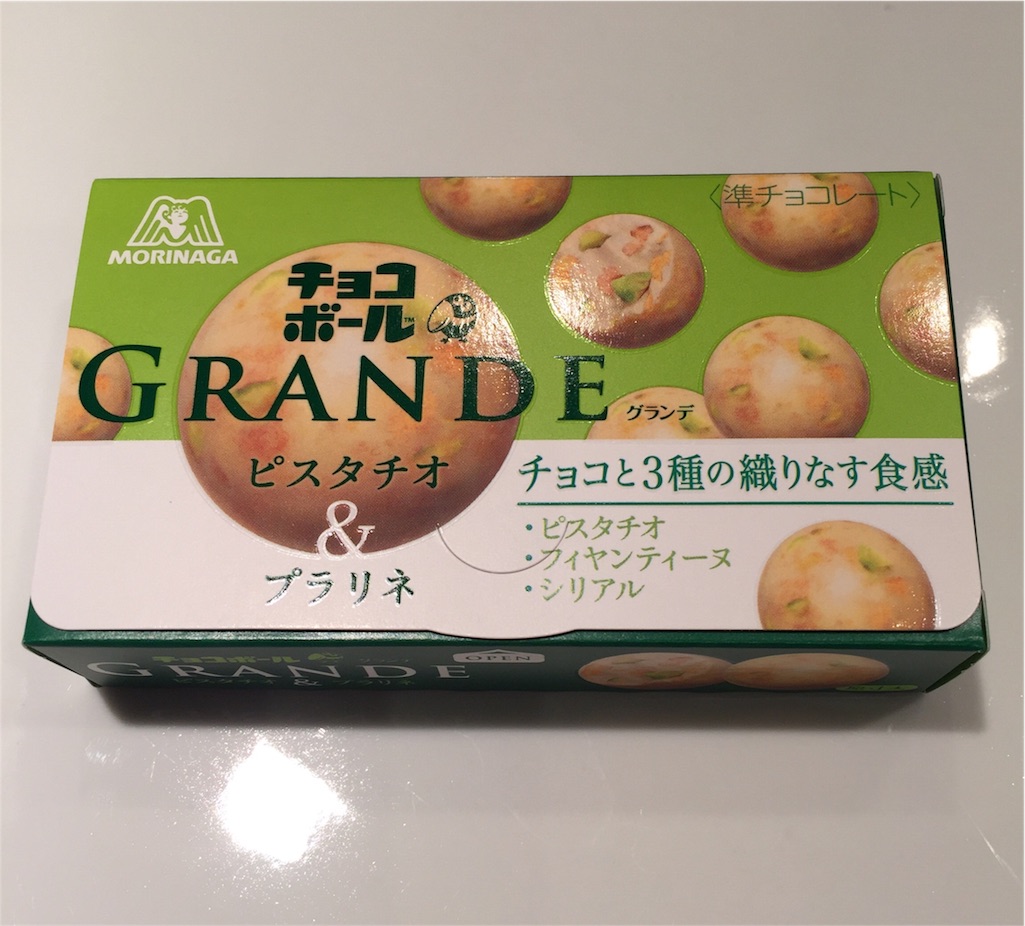 〈準チョコレート〉
MORINAGA
チョコ
ボール™
GRANDE
グランデ
ピスタチオ
&
プラリネ
チョコと3種の織りなす食感
・ピスタチオ
・フィヤンティーヌ
・シリアル
チョコボール
GRANDE
OPEN
ピスタチオ & プラリネ